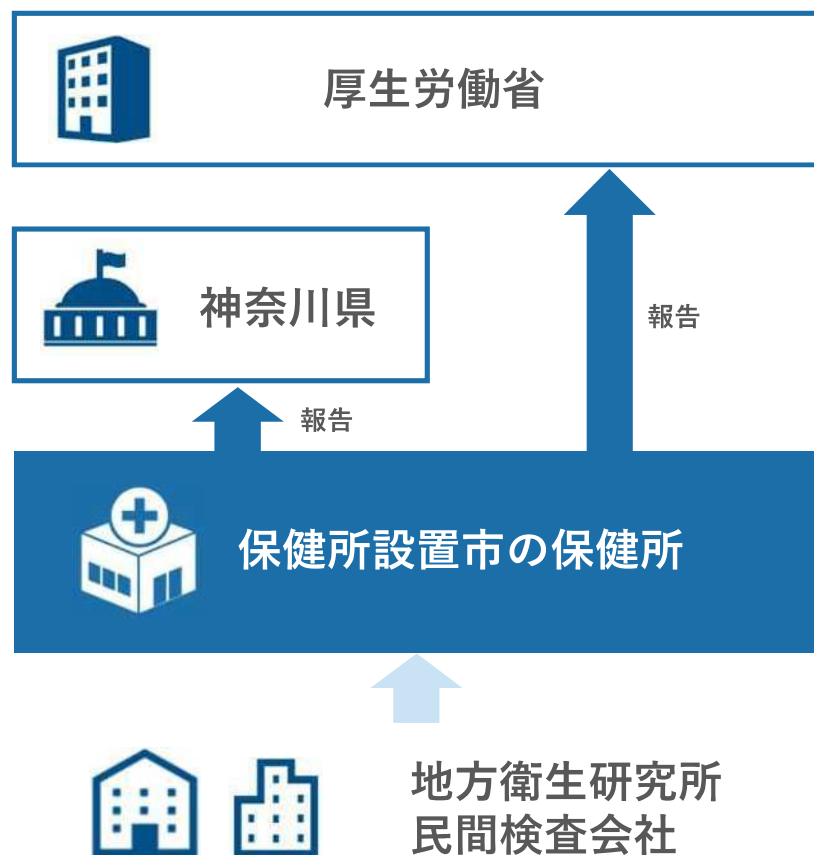 厚生労働省
神奈川県
報告
報告
保健所設置市の保健所
地方衛生研究所
民間検査会社